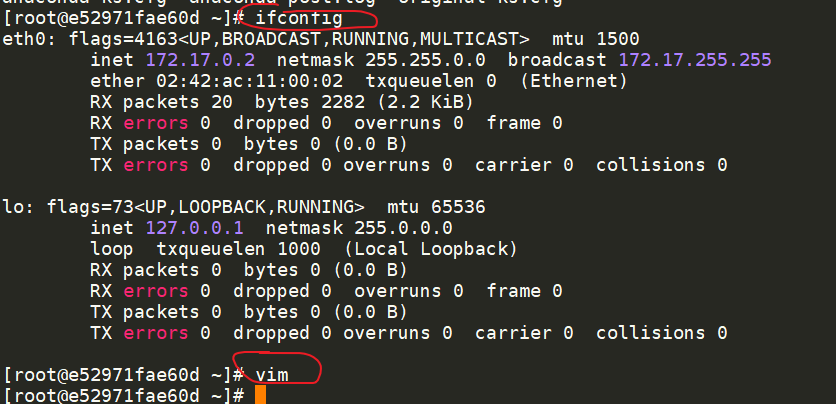 [root@e52971fae60d ~]# ifconfig
eth0: flags=4163<UP,BROADCAST,RUNNING,MULTICAST>  mtu 1500
        inet 172.17.0.2  netmask 255.255.0.0  broadcast 172.17.255.255
        ether 02:42:ac:11:00:02  txqueuelen 0  (Ethernet)
        RX packets 20  bytes 2282 (2.2 KiB)
        RX errors 0  dropped 0  overruns 0  frame 0
        TX packets 0  bytes 0 (0.0 B)
        TX errors 0  dropped 0 overruns 0  carrier 0  collisions 0

lo: flags=73<UP,LOOPBACK,RUNNING>  mtu 65536
        inet 127.0.0.1  netmask 255.0.0.0
        loop  txqueuelen 1000  (Local Loopback)
        RX packets 0  bytes 0 (0.0 B)
        RX errors 0  dropped 0  overruns 0  frame 0
        TX packets 0  bytes 0 (0.0 B)
        TX errors 0  dropped 0 overruns 0  carrier 0  collisions 0

[root@e52971fae60d ~]# vim
[root@e52971fae60d ~]#